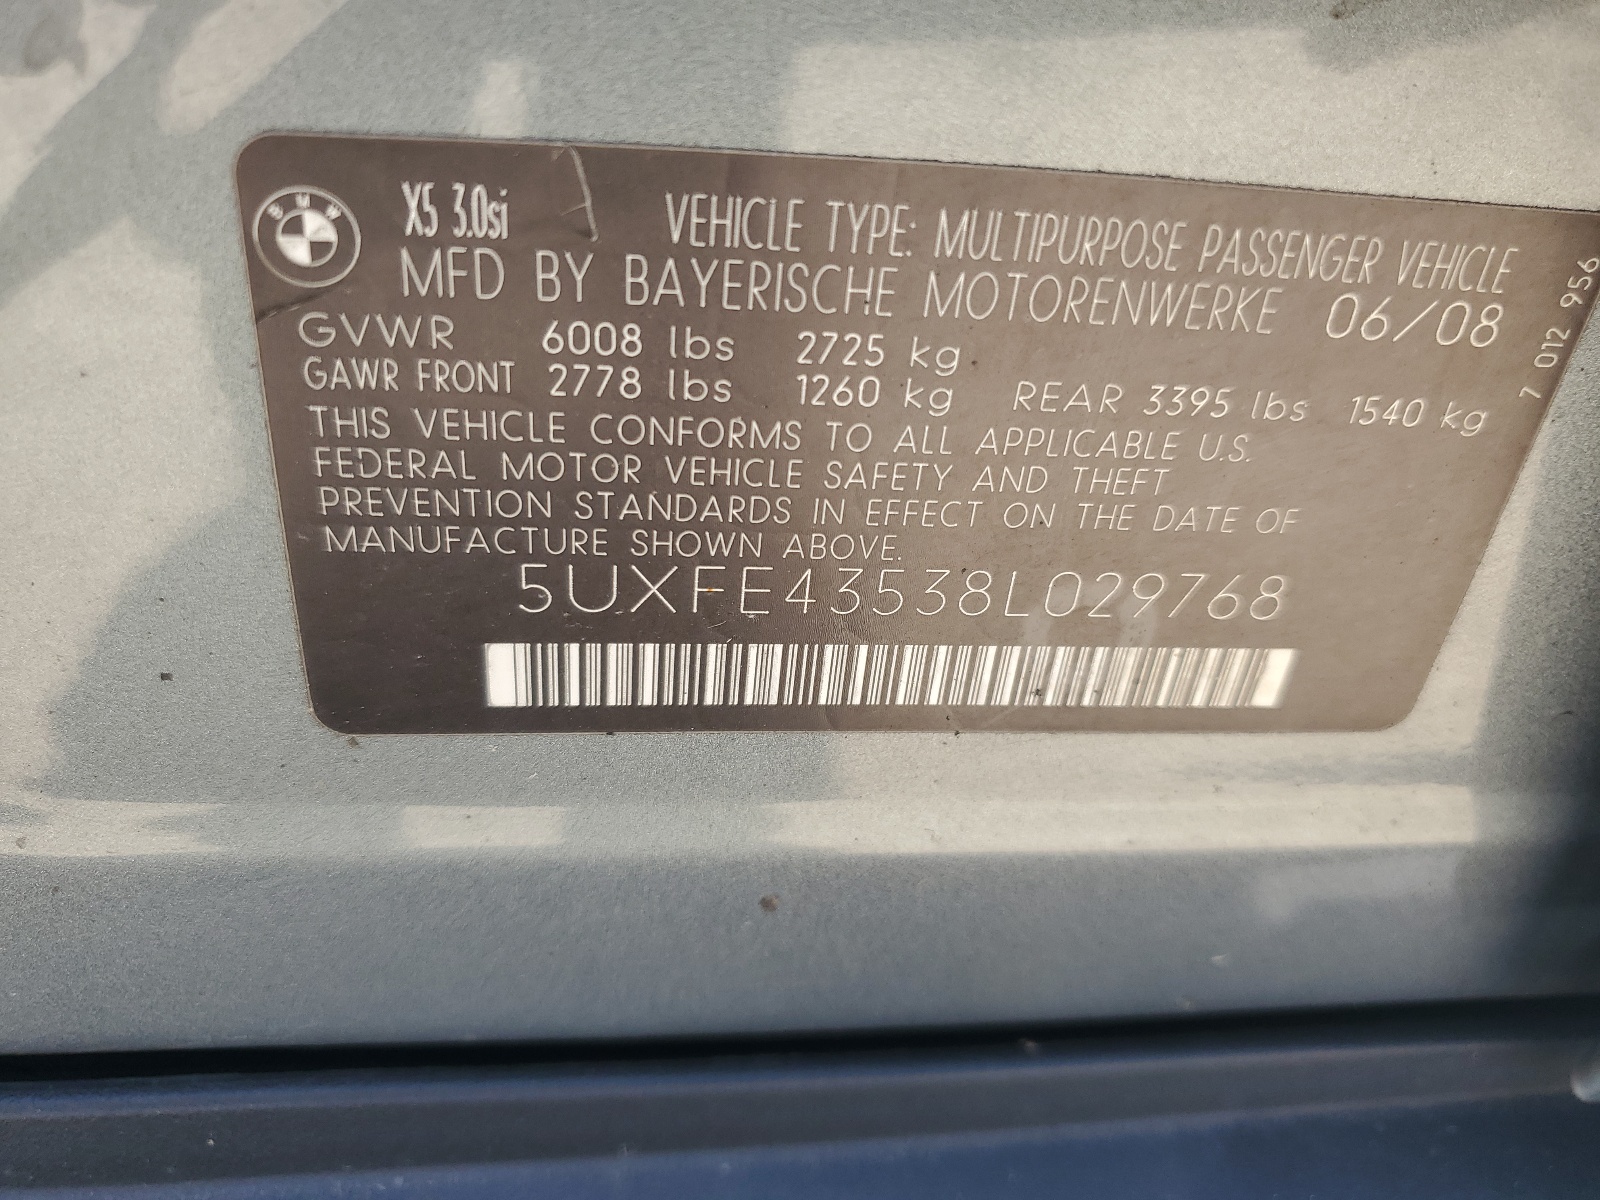 BMW
X5 3.0si VEHICLE TYPE: MULTIPURPOSE PASSENGER VEHICLE
MFD BY BAYERISCHE MOTORENWERKE 06/08
GVWR 6008 lbs 2725 kg
GAWR FRONT 2778 lbs 1260 kg REAR 3395 lbs 1540 kg
THIS VEHICLE CONFORMS TO ALL APPLICABLE U.S.
FEDERAL MOTOR VEHICLE SAFETY AND THEFT
PREVENTION STANDARDS IN EFFECT ON THE DATE OF
MANUFACTURE SHOWN ABOVE.
5UXFE43538L029768
7 012 956